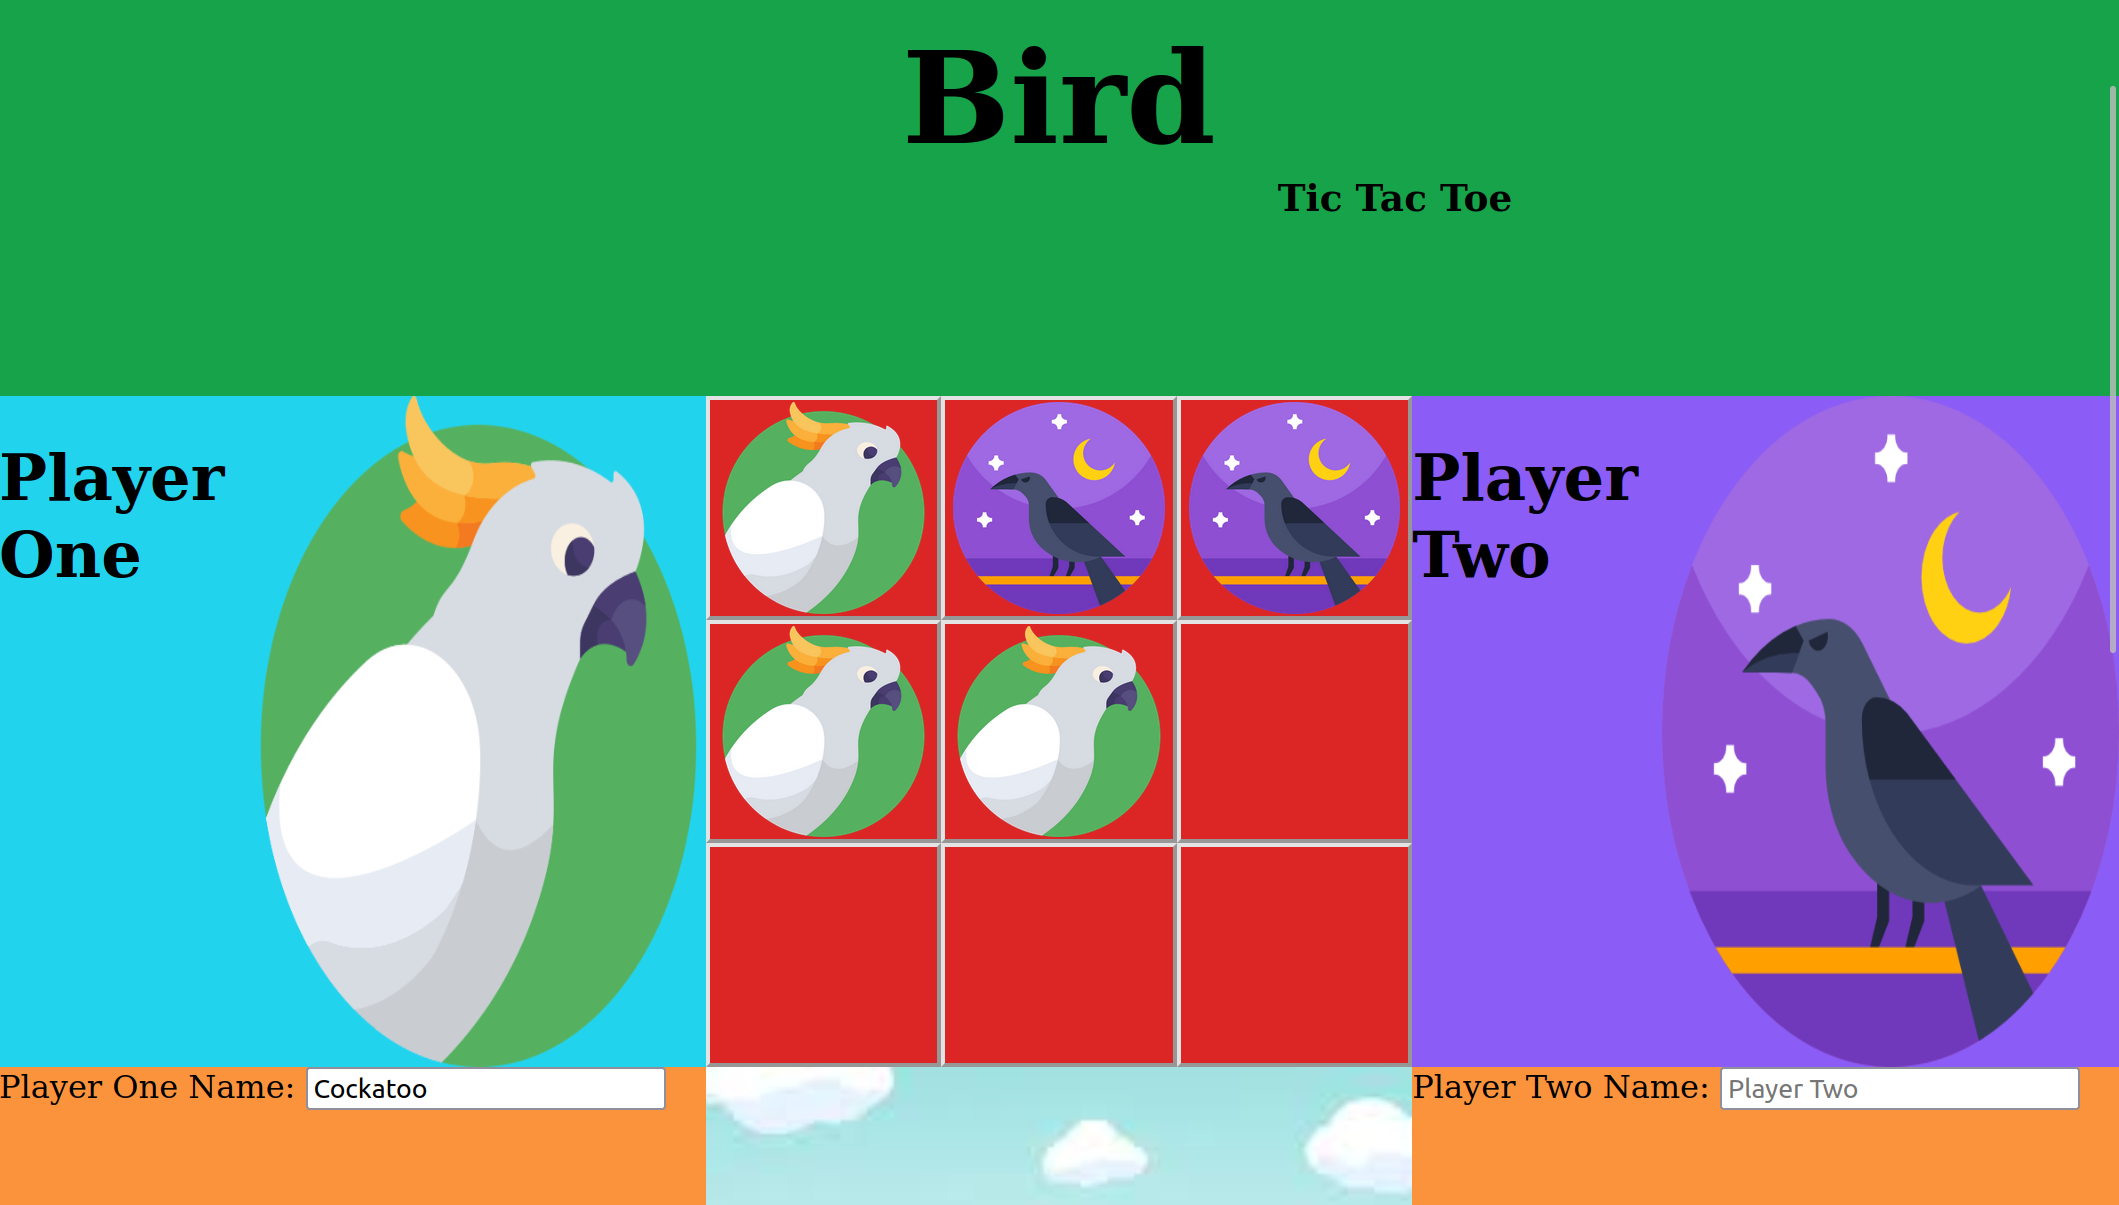 Bird
Tic Tac Toe
Player
One
Player
Two
Player One Name: Cockatoo
Player Two Name: Player Two